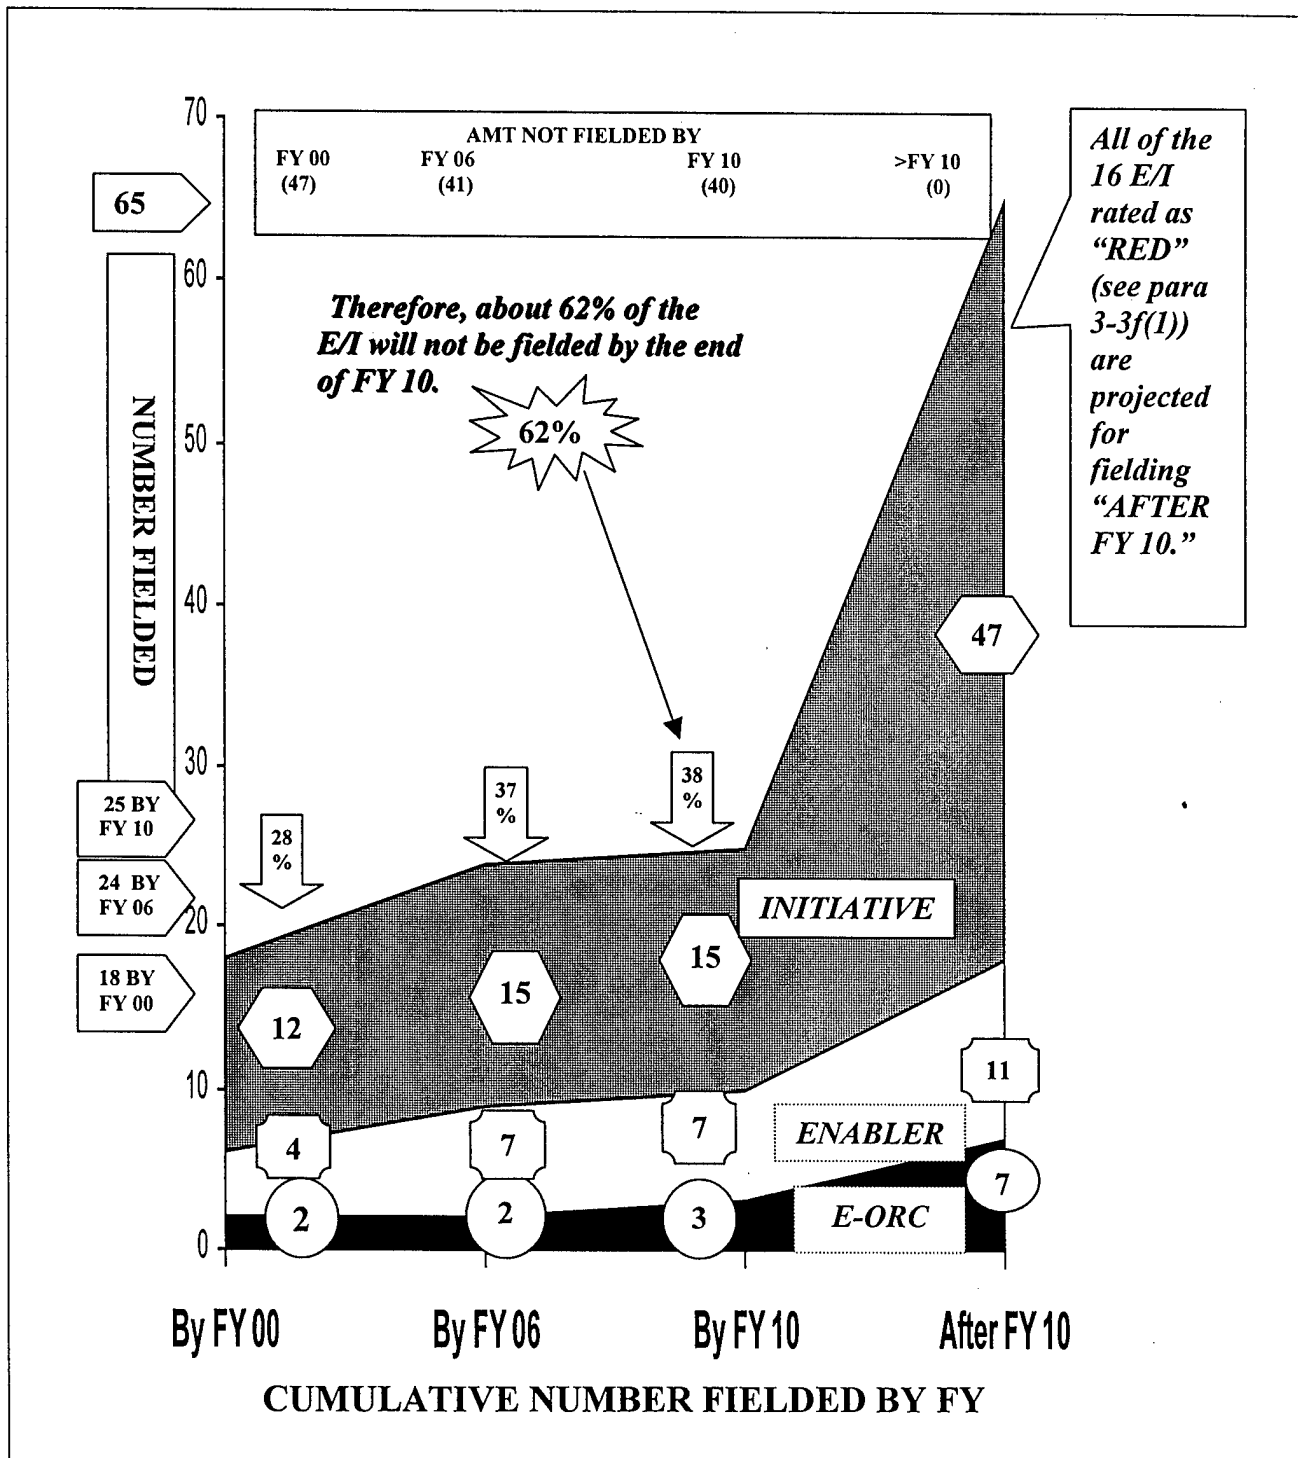 70
AMT NOT FIELDED BY
FY 00 FY 06 FY 10 >FY 10
(47) (41) (40) (0)
All of the
16 E/I
rated as
“RED”
(see para
3-3f(1))
are
projected
for
fielding
“AFTER
FY 10.”
65
60
Therefore, about 62% of the
E/I will not be fielded by the end
of FY 10.
62%
50
NUMBER FIELDED
40
47
30
38
%
37
%
28
%
25 BY
FY 10
24 BY
FY 06
20
18 BY
FY 00
INITIATIVE
15
15
12
10
11
7
7
4
ENABLER
7
3
2
2
E-ORC
0
By FY 00 By FY 06 By FY 10 After FY 10
CUMULATIVE NUMBER FIELDED BY FY